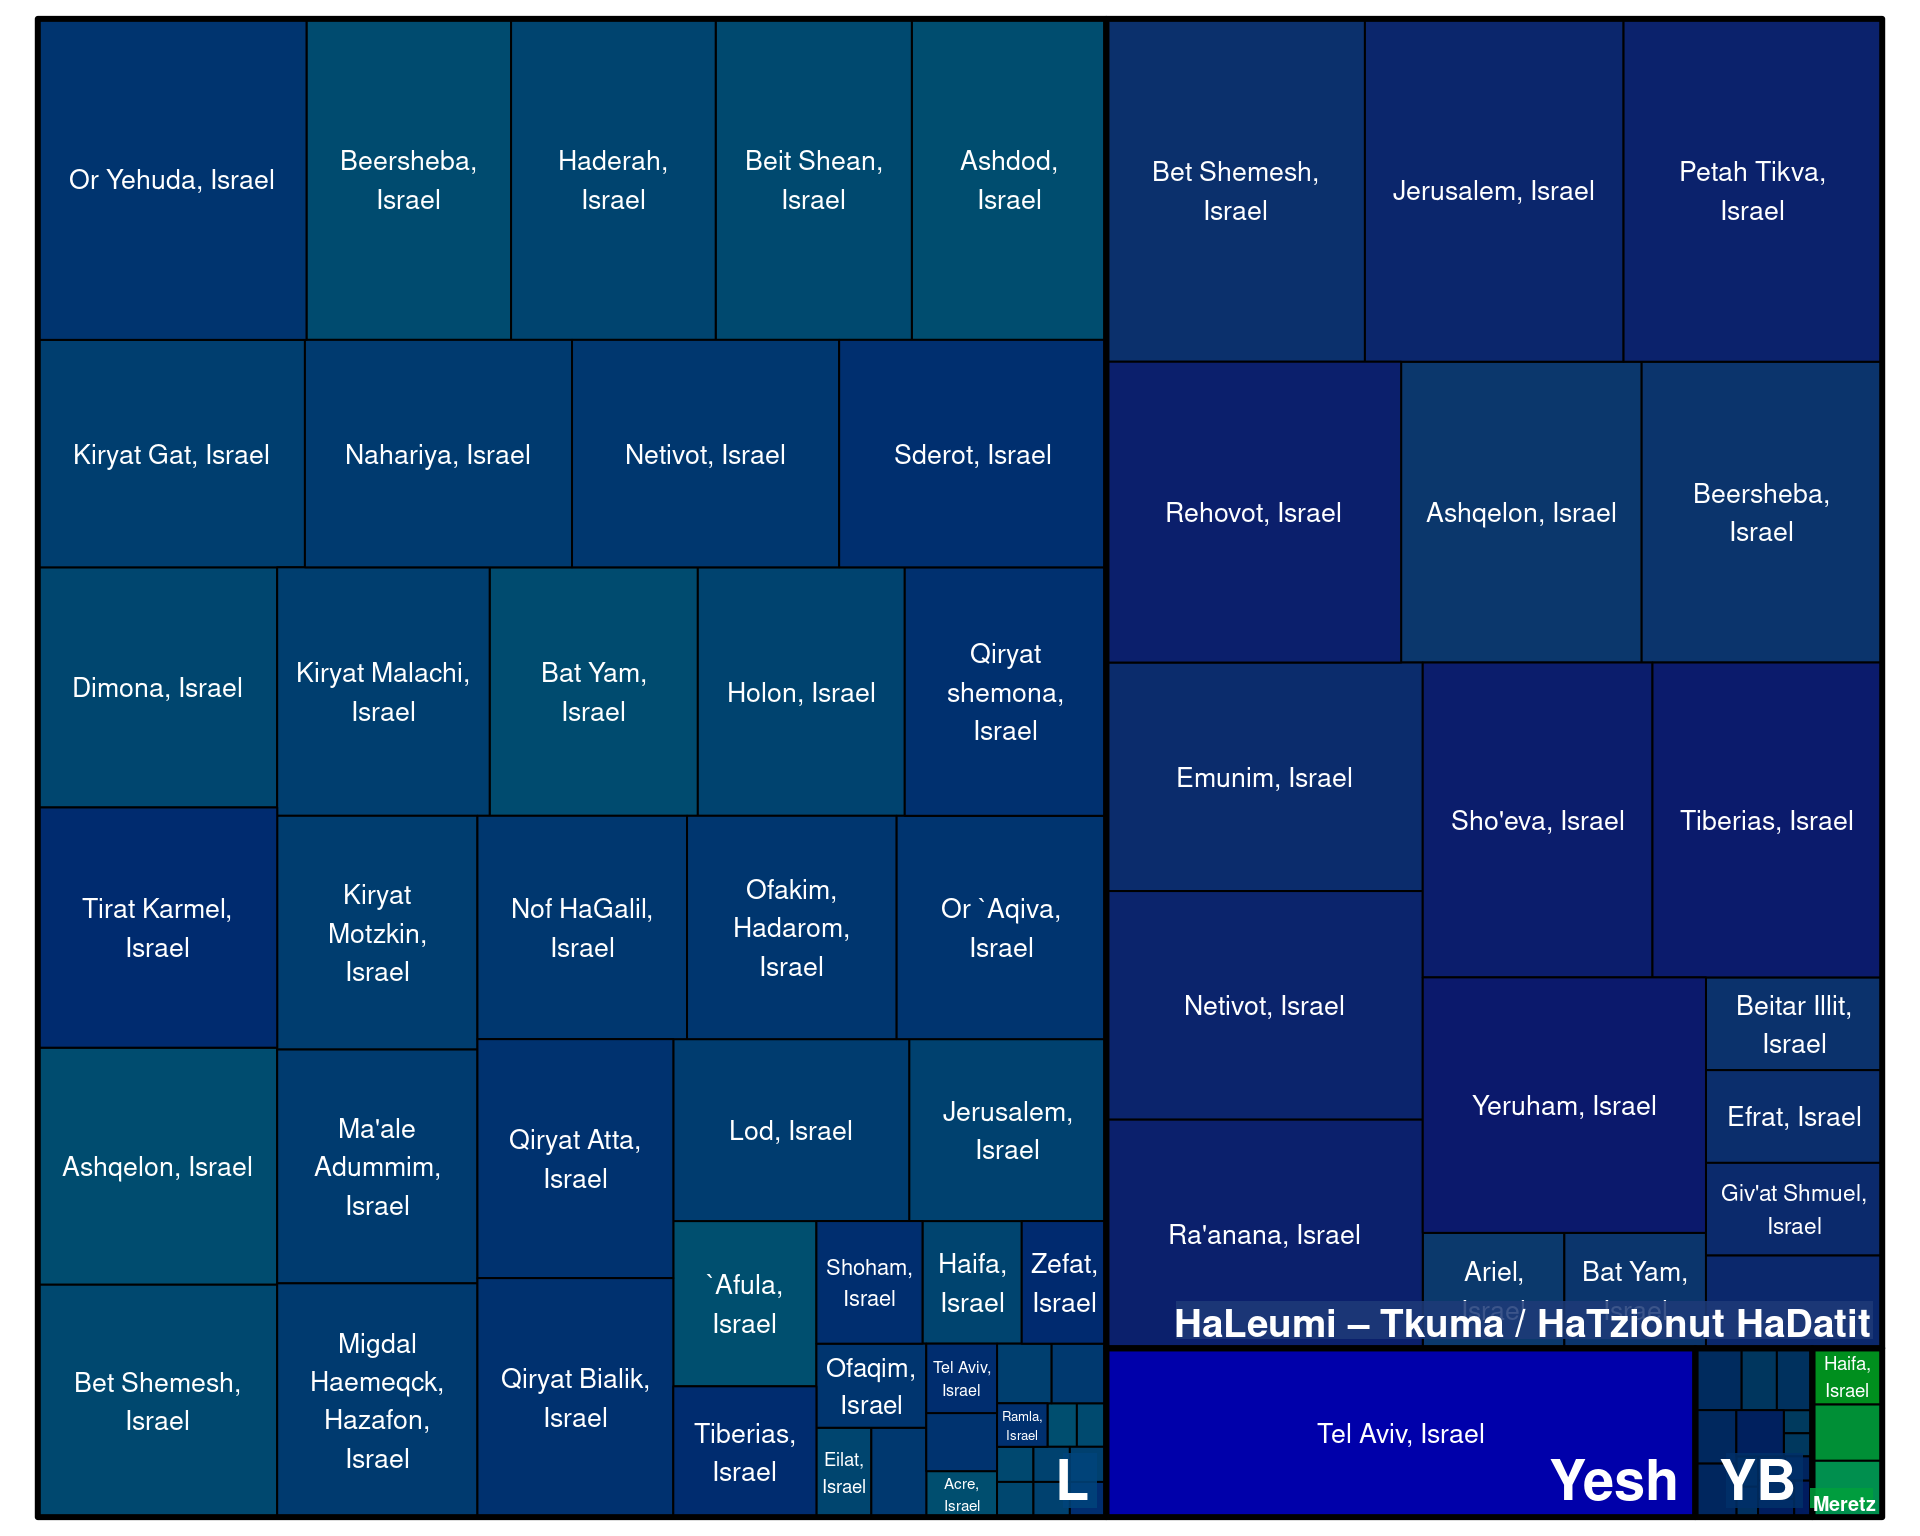 Or Yehuda, Israel
Beersheba,
Israel
Haderah,
Israel
Beit Shean,
Israel
Ashdod,
Israel
Kiryat Gat, Israel
Nahariya, Israel
Netivot, Israel
Sderot, Israel
Dimona, Israel
Kiryat Malachi,
Israel
Bat Yam,
Israel
Holon, Israel
Qiryat
shemona,
Israel
Tirat Karmel,
Israel
Kiryat
Motzkin,
Israel
Nof HaGalil,
Israel
Ofakim,
Hadarom,
Israel
Or `Aqiva,
Israel
Ashqelon, Israel
Ma'ale
Adummim,
Israel
Qiryat Atta,
Israel
Lod, Israel
Jerusalem,
Israel
Bet Shemesh,
Israel
Migdal
Haemeqck,
Hazafon,
Israel
Qiryat Bialik,
Israel
`Afula,
Israel
Tiberias,
Israel
Shoham,
Israel
Haifa,
Israel
Zefat,
Israel
Ofaqim,
Israel
Tel Aviv,
Israel
Ramla,
Israel
Eilat,
Israel
Acre,
Israel
L
Bet Shemesh,
Israel
Jerusalem, Israel
Petah Tikva,
Israel
Rehovot, Israel
Ashqelon, Israel
Beersheba,
Israel
Emunim, Israel
Sho'eva, Israel
Tiberias, Israel
Netivot, Israel
Yeruham, Israel
Beitar Illit,
Israel
Efrat, Israel
Giv'at Shmuel,
Israel
Ra'anana, Israel
Ariel,
Israel
Bat Yam,
Israel
HaLeumi – Tkuma / HaTzionut HaDatit
Tel Aviv, Israel
Yesh
YB
Haifa,
Israel
Meretz